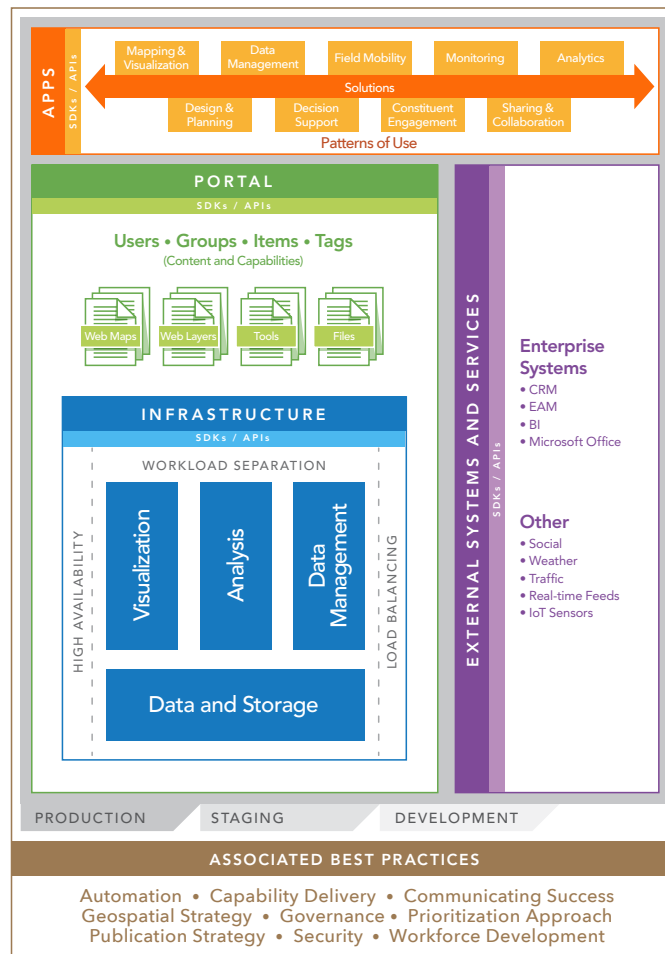 APPS
SDKs / APIs
Mapping &
Visualization
Data
Management
Field Mobility
Monitoring
Analytics
Solutions
Design &
Planning
Decision
Support
Constituent
Engagement
Sharing &
Collaboration
Patterns of Use
PORTAL
SDKs / APIs
Users • Groups • Items • Tags
(Content and Capabilities)
Web Maps
Web Layers
Tools
Files
INFRASTRUCTURE
SDKs / APIs
WORKLOAD SEPARATION
HIGH AVAILABILITY
Visualization
Analysis
Data
Management
LOAD BALANCING
Data and Storage
EXTERNAL SYSTEMS AND SERVICES
SDKs / APIs
Enterprise
Systems
• CRM
• EAM
• BI
• Microsoft Office
Other
• Social
• Weather
• Traffic
• Real-time Feeds
• IoT Sensors
PRODUCTION
STAGING
DEVELOPMENT
ASSOCIATED BEST PRACTICES
Automation • Capability Delivery • Communicating Success
Geospatial Strategy • Governance • Prioritization Approach
Publication Strategy • Security • Workforce Development